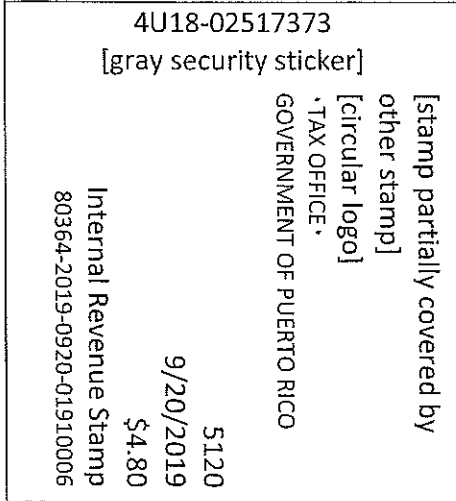 4U18-02517373
[gray security sticker]
[stamp partially covered by
other stamp]
[circular logo]
• TAX OFFICE •
GOVERNMENT OF PUERTO RICO
5120
9/20/2019
$4.80
Internal Revenue Stamp
80364-2019-0920-01910006